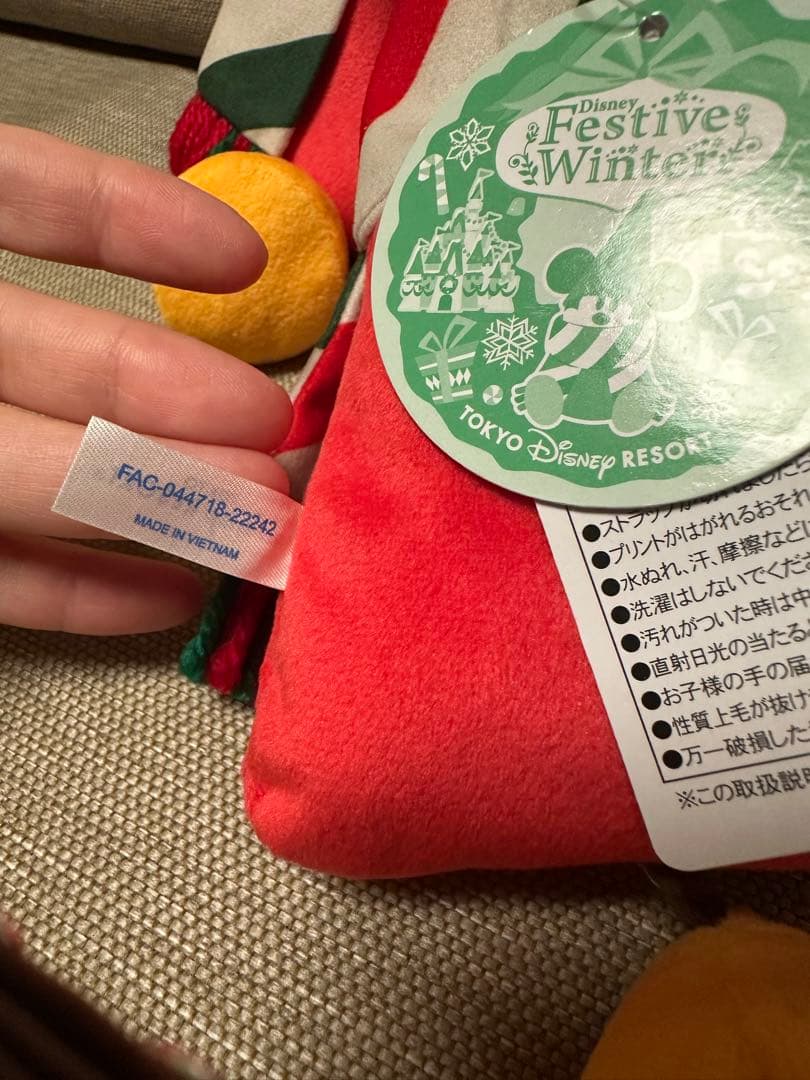 Disney
Festive
Winter
TOKYO Disney RESORT
FAC-044718-22242
MADE IN VIETNAM
●プリントがはがれるおそれ
●水ぬれ、汗、摩擦などに
●洗濯はしないでくださ
●汚れがついた時は中
●直射日光の当たる
●お子様の手の届
●性質上毛が抜け
●万一破損した
※この取扱説明